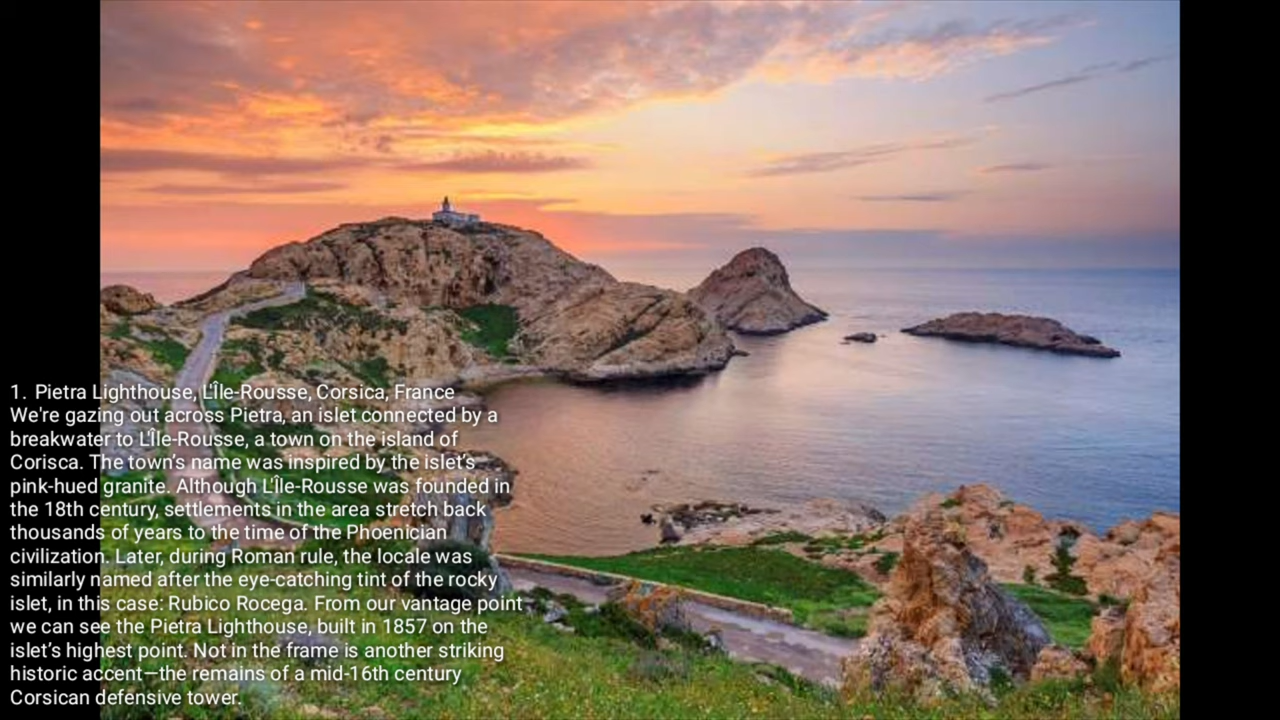 1. Pietra Lighthouse, L'Île-Rousse, Corsica, France
We're gazing out across Pietra, an islet connected by a
breakwater to L'Île-Rousse, a town on the island of
Corisca. The town’s name was inspired by the islet’s
pink-hued granite. Although L'Île-Rousse was founded in
the 18th century, settlements in the area stretch back
thousands of years to the time of the Phoenician
civilization. Later, during Roman rule, the locale was
similarly named after the eye-catching tint of the rocky
islet, in this case: Rubico Rocega. From our vantage point
we can see the Pietra Lighthouse, built in 1857 on the
islet’s highest point. Not in the frame is another striking
historic accent—the remains of a mid-16th century
Corsican defensive tower.